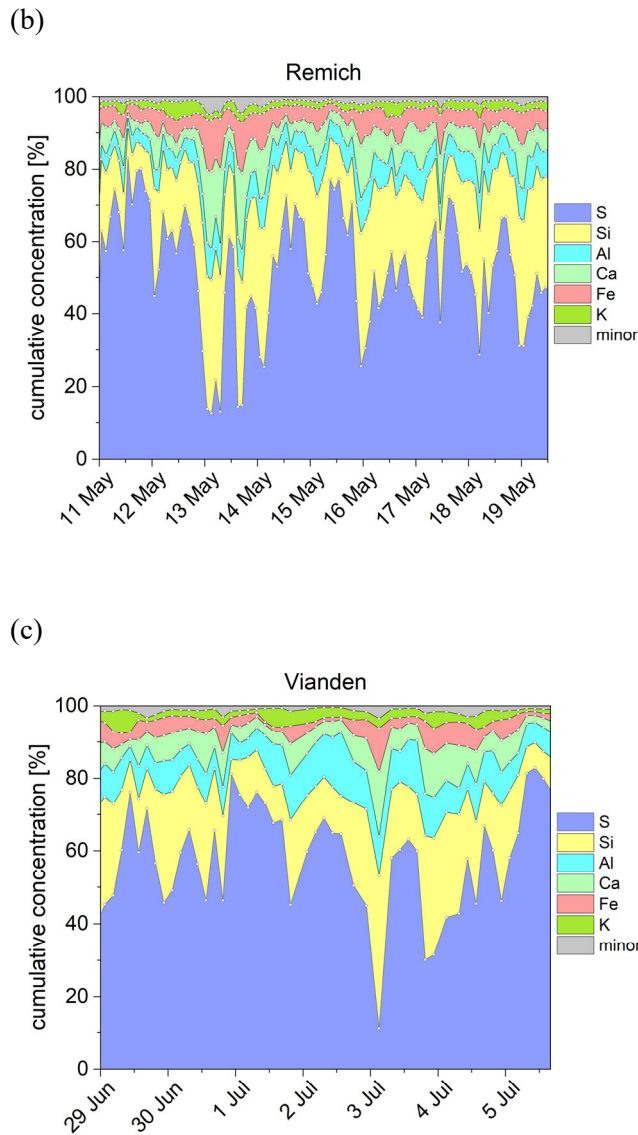 (b)
Remich
cumulative concentration [%]
100
80
60
40
20
0
11 May
12 May
13 May
14 May
15 May
16 May
17 May
18 May
19 May
S
Si
Al
Ca
Fe
K
minor
(c)
Vianden
cumulative concentration [%]
100
80
60
40
20
0
29 Jun
30 Jun
1 Jul
2 Jul
3 Jul
4 Jul
5 Jul
S
Si
Al
Ca
Fe
K
minor